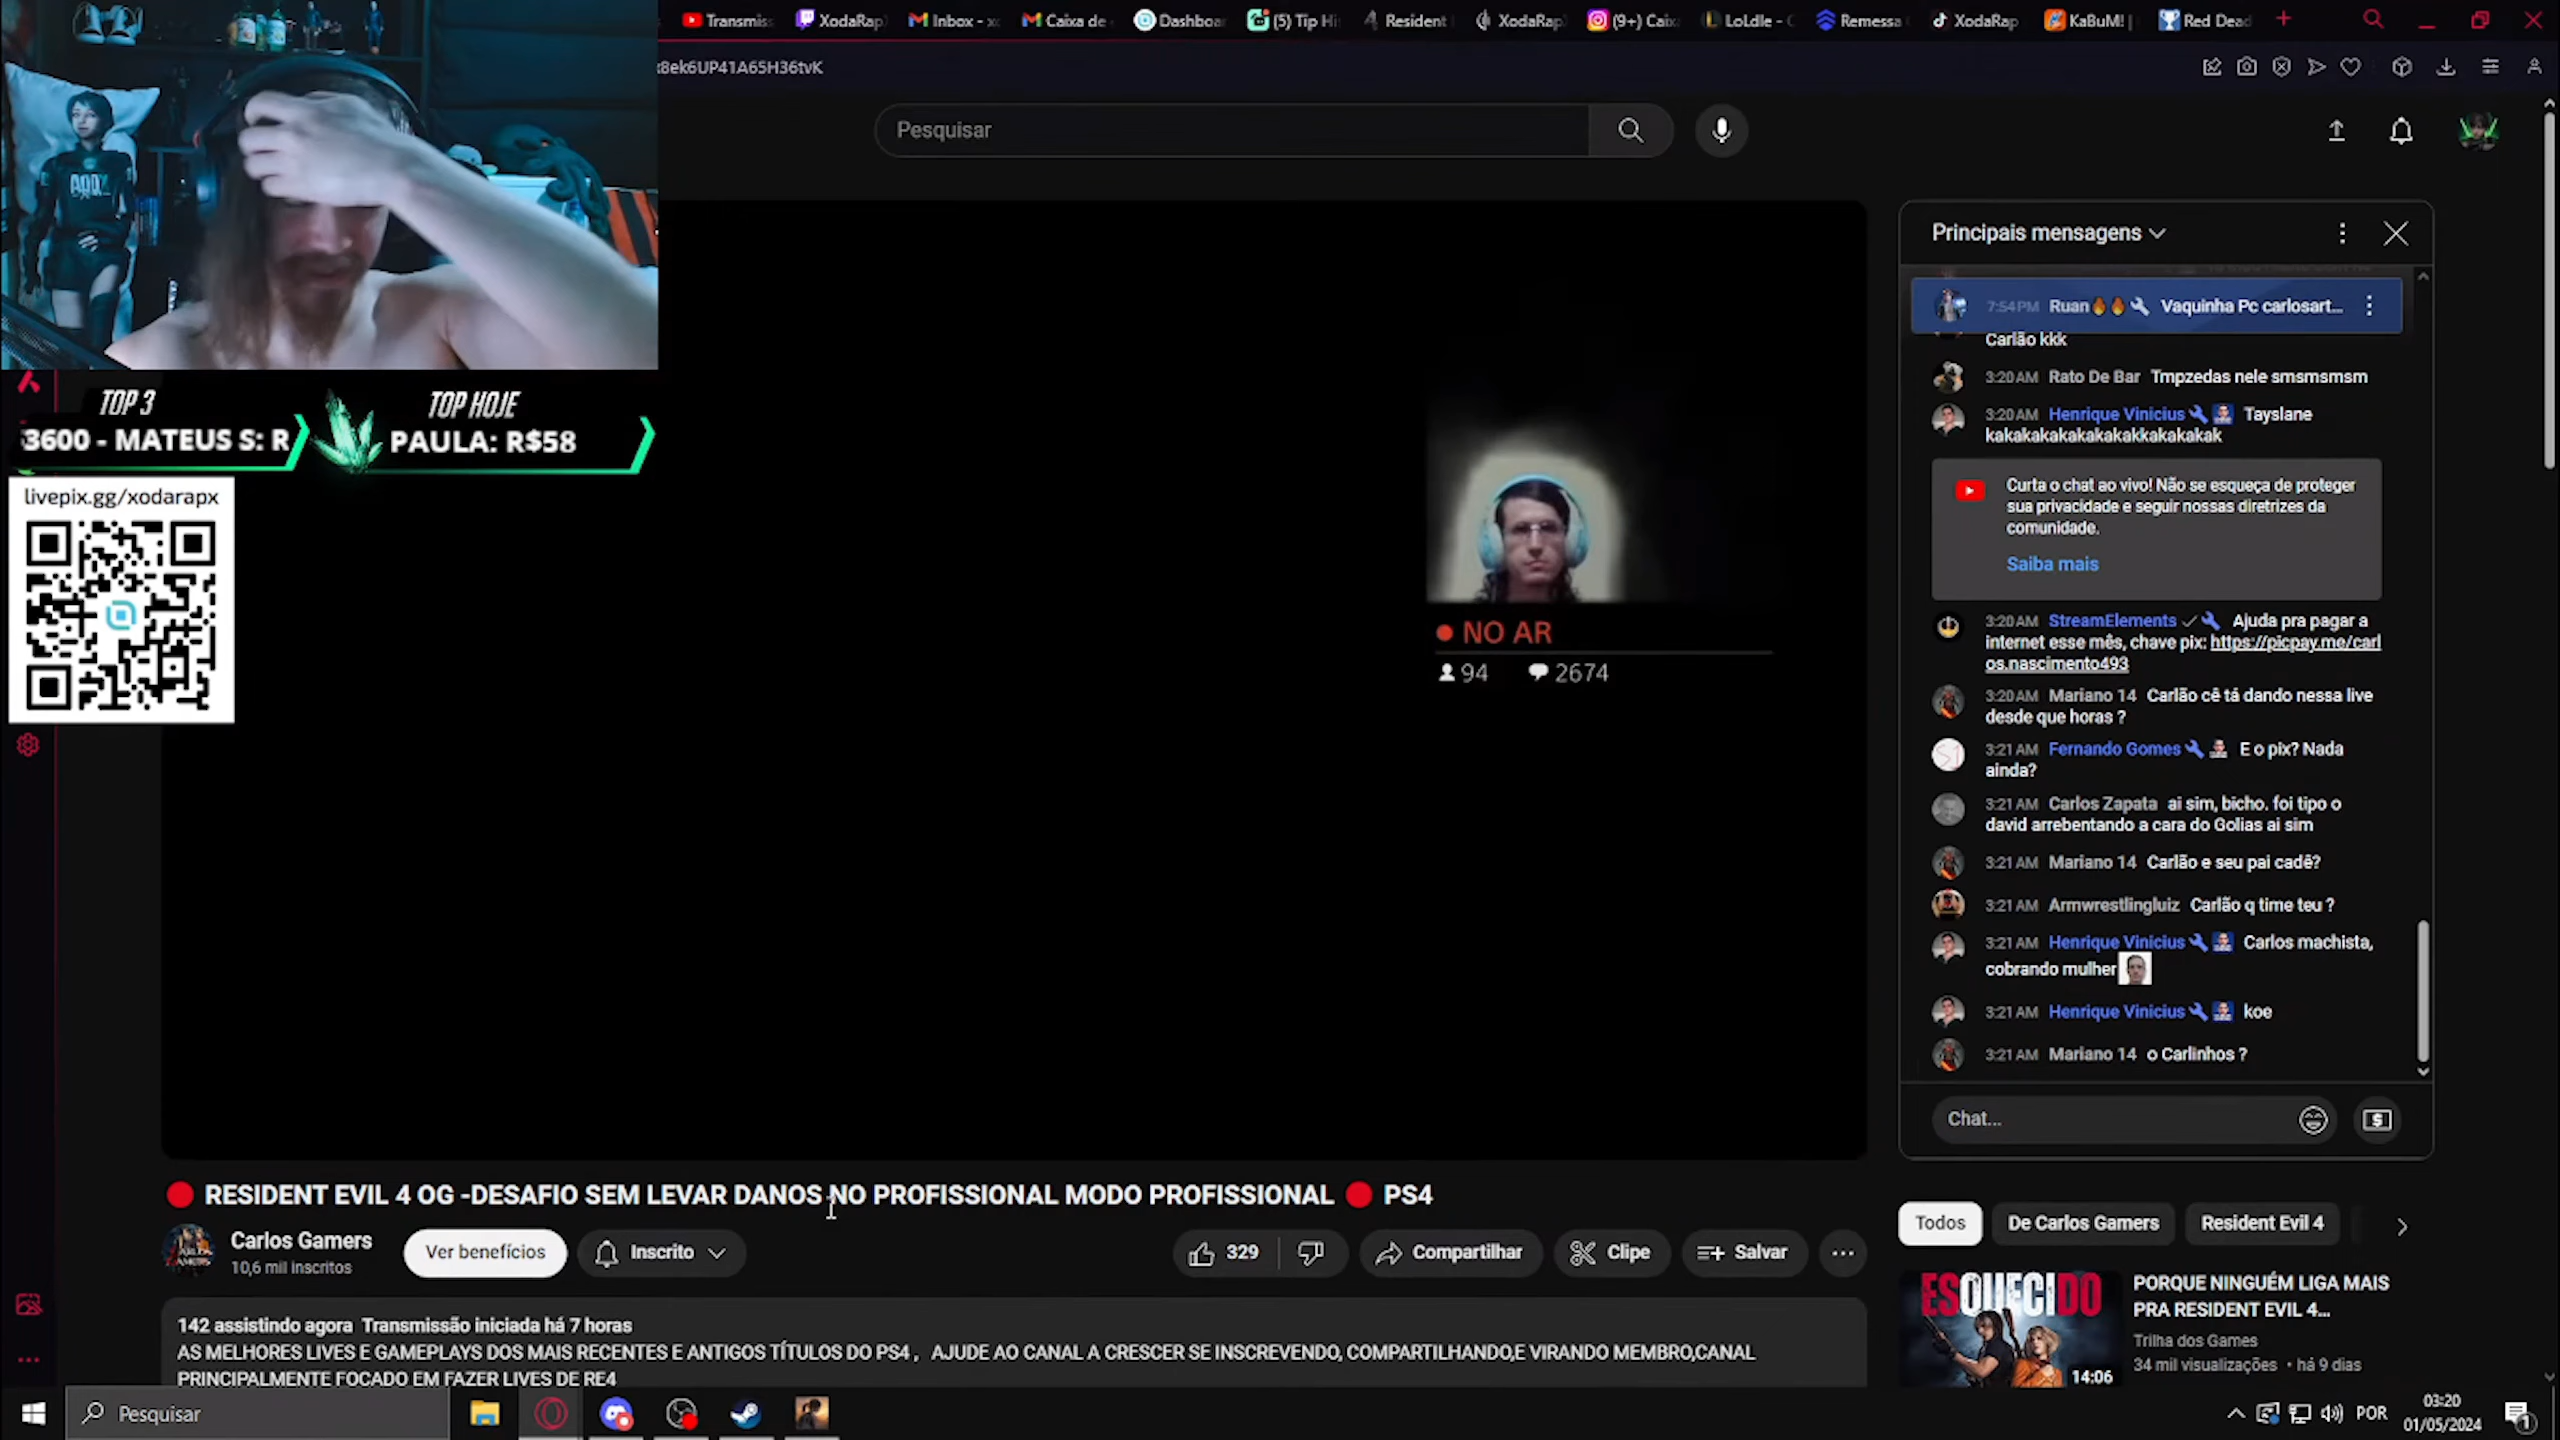 Transmiss
XodaRap
Inbox - xo
Caixa de
Dashboa
(5) Tip Hi
Resident
XodaRap
(9+) Caix
LoLdle - C
Remessa
XodaRap
KaBuM! |
Red Dead
x8ek6UP41A65H36tvK
Pesquisar
TOP 3
3600 - MATEUS S: R
TOP HOJE
PAULA: R$58
livepix.gg/xodarapx
NO AR
94 2674
Principais mensagens
7:54 PM Ruan Vaquinha Pc carlosart...
Carlão kkk
3:20 AM Rato De Bar Tmpzedas nele smsmsmsm
3:20 AM Henrique Vinicius Tayslane
kakakakakakakakkakakakak
Curta o chat ao vivo! Não se esqueça de proteger
sua privacidade e seguir nossas diretrizes da
comunidade.
Saiba mais
3:20 AM StreamElements Ajuda pra pagar a
internet esse mês, chave pix: https://picpay.me/carl
os.nascimento493
3:20 AM Mariano 14 Carlão cê tá dando nessa live
desde que horas ?
3:21 AM Fernando Gomes E o pix? Nada
ainda?
3:21 AM Carlos Zapata ai sim, bicho. foi tipo o
david arrebentando a cara do Golias ai sim
3:21 AM Mariano 14 Carlão e seu pai cadê?
3:21 AM Armwrestlingluiz Carlão q time teu ?
3:21 AM Henrique Vinicius Carlos machista,
cobrando mulher
3:21 AM Henrique Vinicius koe
3:21 AM Mariano 14 o Carlinhos ?
Chat...
RESIDENT EVIL 4 OG -DESAFIO SEM LEVAR DANOS NO PROFISSIONAL MODO PROFISSIONAL PS4
Carlos Gamers
10,6 mil inscritos
Ver benefícios
Inscrito
329
Compartilhar
Clipe
Salvar
142 assistindo agora Transmissão iniciada há 7 horas
AS MELHORES LIVES E GAMEPLAYS DOS MAIS RECENTES E ANTIGOS TÍTULOS DO PS4 , AJUDE AO CANAL A CRESCER SE INSCREVENDO, COMPARTILHANDO,E VIRANDO MEMBRO,CANAL
PRINCIPALMENTE FOCADO EM FAZER LIVES DE RE4
Todos
De Carlos Gamers
Resident Evil 4
ESQUECIDO
14:06
PORQUE NINGUÉM LIGA MAIS
PRA RESIDENT EVIL 4...
Trilha dos Games
34 mil visualizações • há 9 dias
Pesquisar
POR
03:20
01/05/2024
1